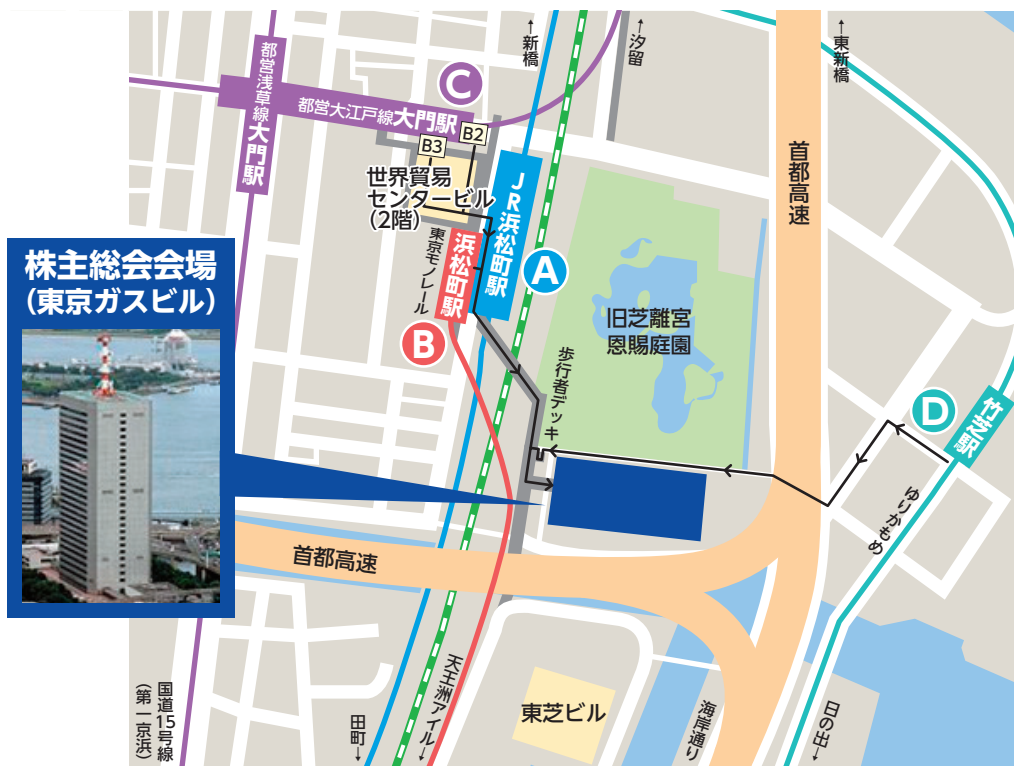 ←新橋
←汐留
←東新橋
都営浅草線大門駅
C
都営大江戸線大門駅
B2
B3
世界貿易
センタービル
(2階)
JR浜松町駅
首都高速
東京モノレール
浜松町駅
A
B
株主総会会場
(東京ガスビル)
旧芝離宮
恩賜庭園
歩行者デッキ
D
竹芝駅
ゆりかもめ
首都高速
国道15号線
(第一京浜)
田町→
天王洲アイル→
東芝ビル
海岸通り
日の出→